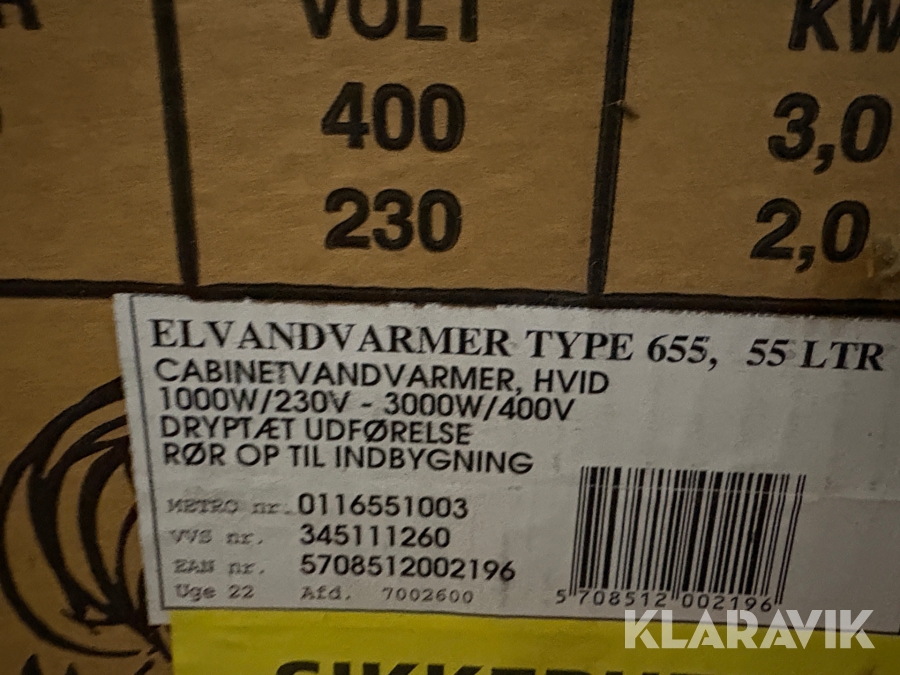 VOLT KW
400 3,0
230 2,0
ELVANDVARMER TYPE 655, 55 LTR
CABINETVANDVARMER, HVID
1000W/230V - 3000W/400V
DRYPTÆT UDFØRELSE
RØR OP TIL INDBYGNING
METRO nr. 0116551003
VVS nr. 345111260
EAN nr. 5708512002196
Uge 22 Afd. 7002600
5 708512 002196
KLARAVIK